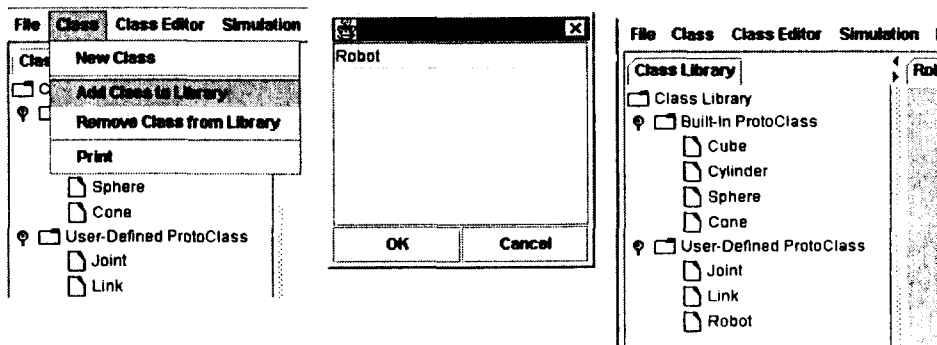 File Class Class Editor Simulation
Clas
New Class
Add Class to Library
Remove Class from Library
Print
Sphere
Cone
User-Defined ProtoClass
Joint
Link
Robot
OK Cancel
File Class Class Editor Simulation
Class Library Rol
Class Library
Built-In ProtoClass
Cube
Cylinder
Sphere
Cone
User-Defined ProtoClass
Joint
Link
Robot